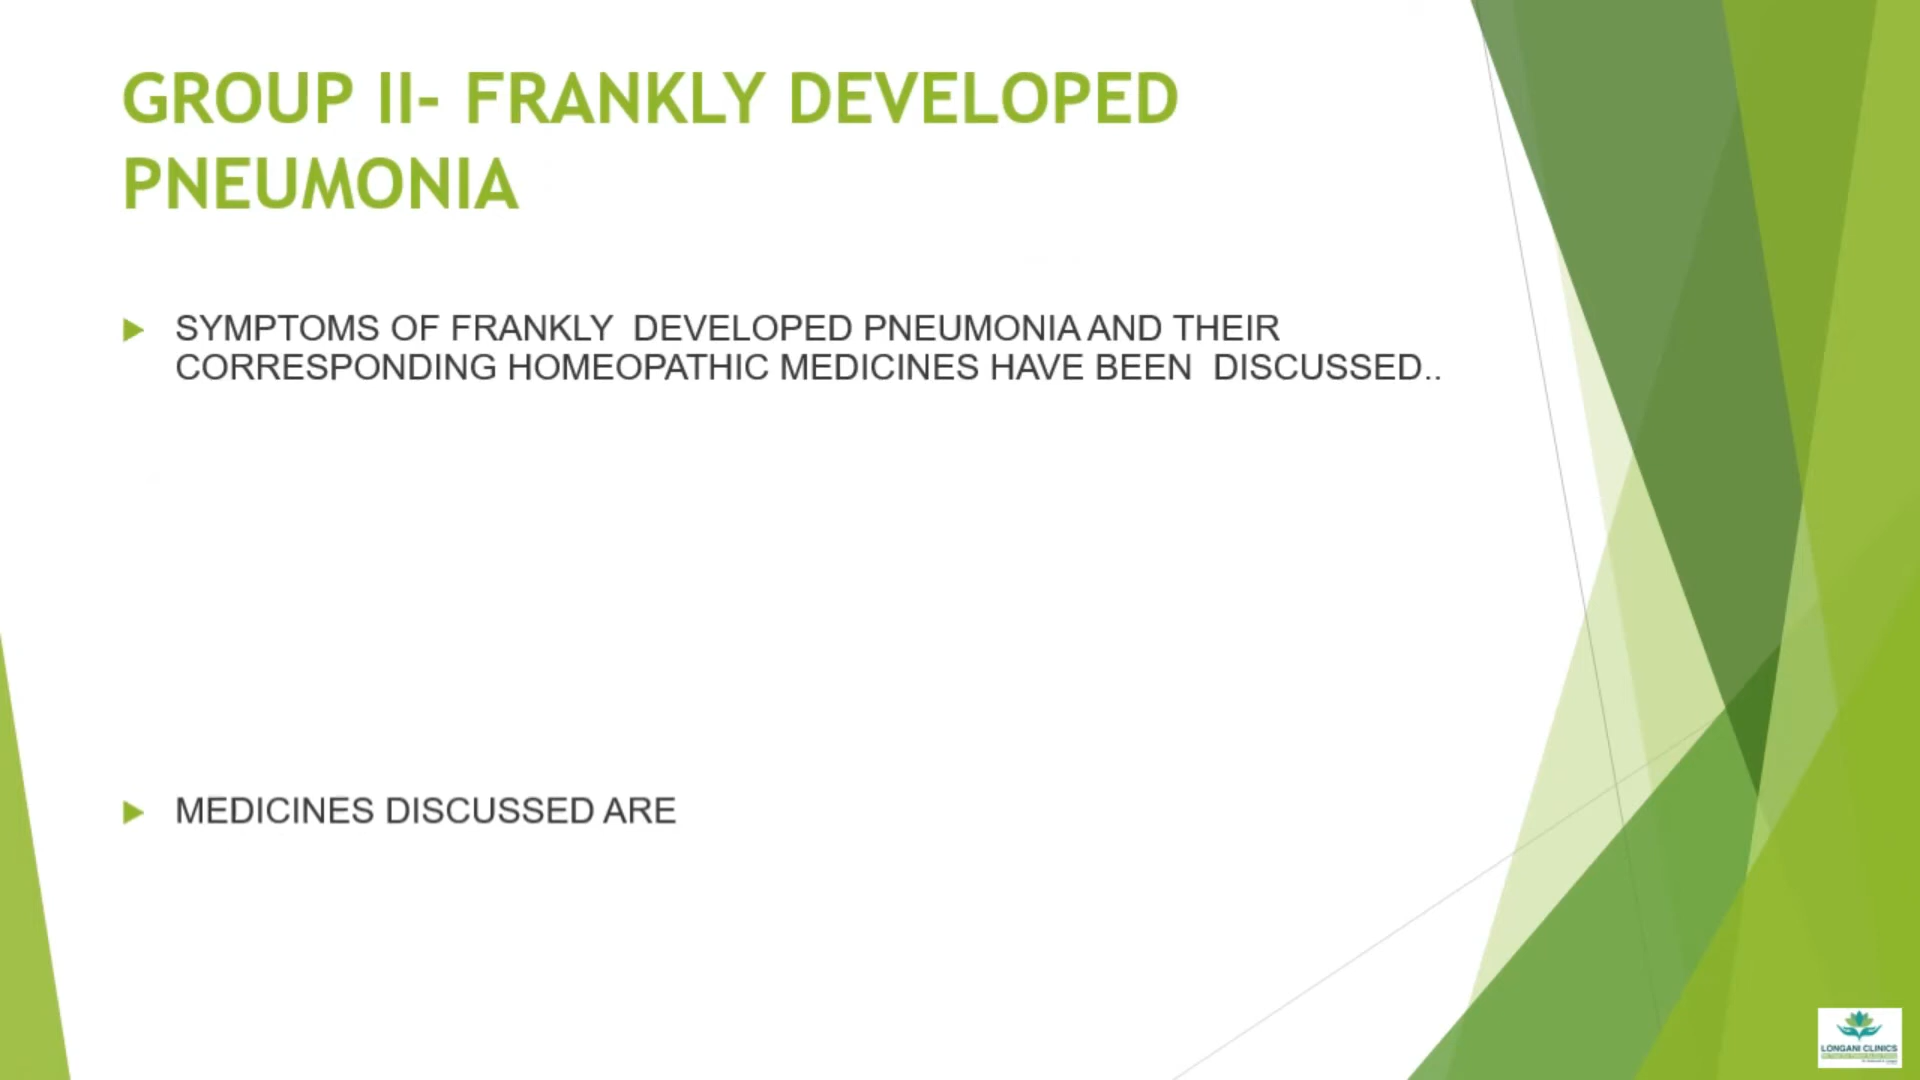 GROUP II- FRANKLY DEVELOPED
PNEUMONIA
SYMPTOMS OF FRANKLY DEVELOPED PNEUMONIA AND THEIR
CORRESPONDING HOMEOPATHIC MEDICINES HAVE BEEN DISCUSSED..
MEDICINES DISCUSSED ARE
LONGANI CLINICS